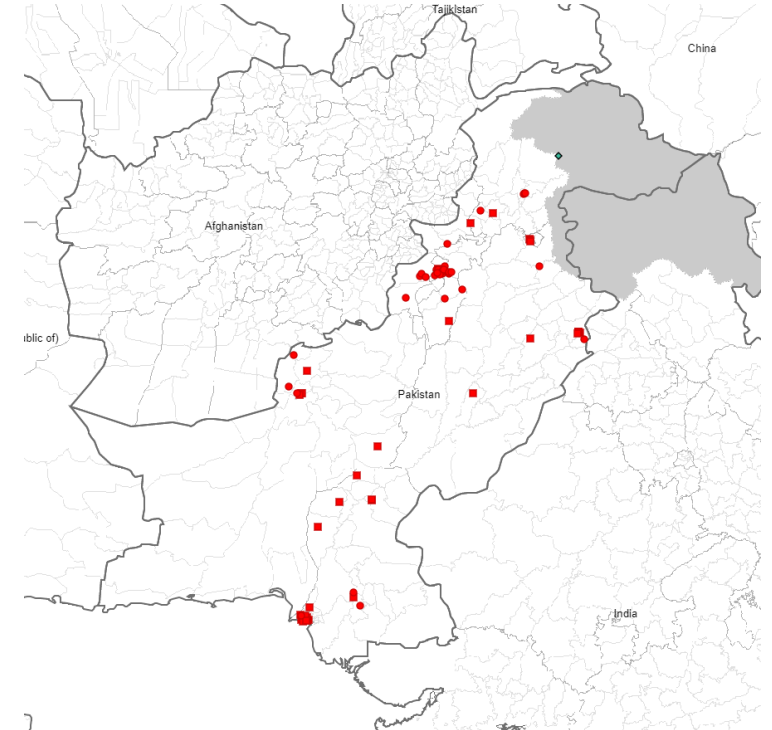 Tajikistan
China
Afghanistan
ublic of)
Pakistan
India